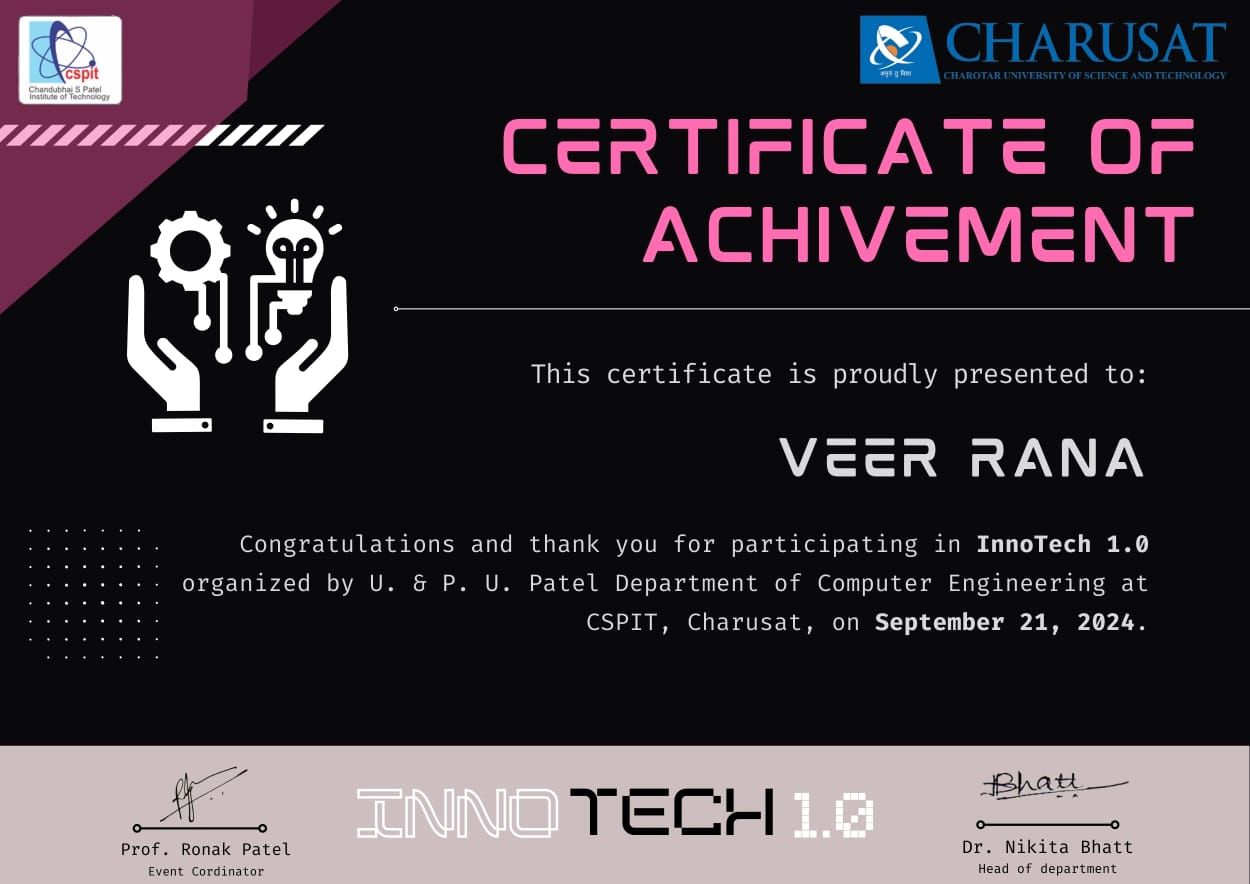 cspit
Chandubhai S Patel
Institute of Technology
अमृतं तु विद्या
CHARUSAT
CHAROTAR UNIVERSITY OF SCIENCE AND TECHNOLOGY
CERTIFICATE OF
ACHIVEMENT
This certificate is proudly presented to:
VEER RANA
Congratulations and thank you for participating in InnoTech 1.0
organized by U. & P. U. Patel Department of Computer Engineering at
CSPIT, Charusat, on September 21, 2024.
Bhatt
INNOTECH 1.0
Prof. Ronak Patel
Event Cordinator
Dr. Nikita Bhatt
Head of department